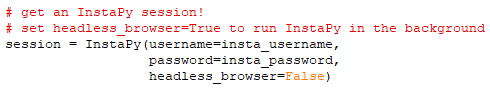 # get an InstaPy session!
# set headless_browser=True to run InstaPy in the background
session = InstaPy(username=insta_username,
                  password=insta_password,
                  headless_browser=False)